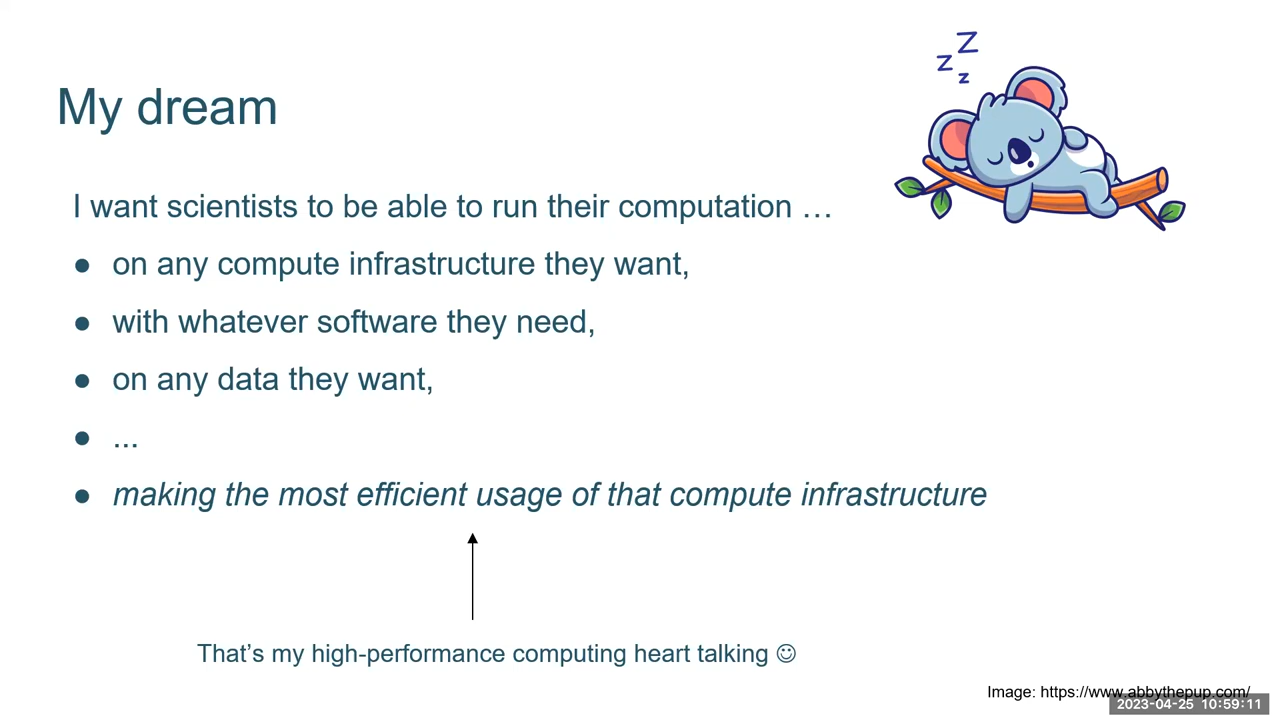 z Z
z
My dream
I want scientists to be able to run their computation …
● on any compute infrastructure they want,
● with whatever software they need,
● on any data they want,
● ...
● making the most efficient usage of that compute infrastructure
That’s my high-performance computing heart talking ☺
Image: https://www.abbythepup.com/
2023-04-25 10:59:11